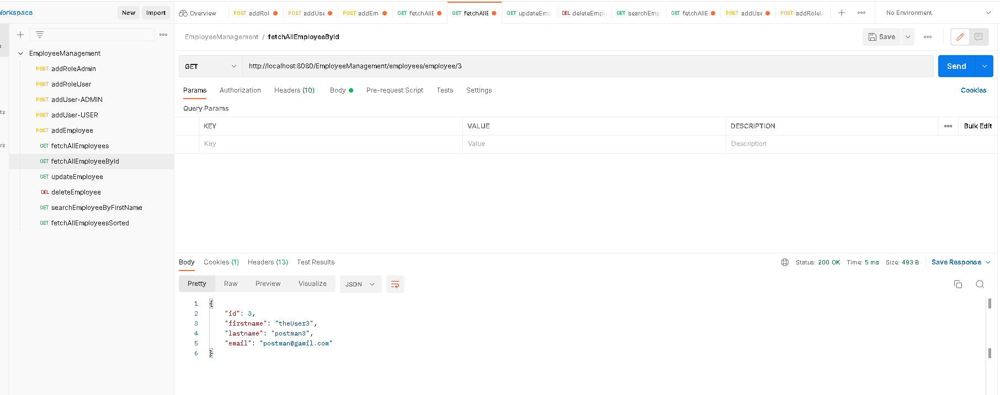 Workspace
New Import
EmployeeManagement
POST addRoleAdmin
POST addRoleUser
POST addUser-ADMIN
POST addUser-USER
POST addEmployee
GET fetchAllEmployees
GET fetchAllEmployeeById
GET updateEmployee
DEL deleteEmployee
GET searchEmployeeByFirstName
GET fetchAllEmployeesSorted
Overview POST addRol POST addUse POST addEm GET fetchAllE GET fetchAllE GET updateEmp DEL deleteEmpl GET searchEmp GET fetchAllE POST addUse POST addRoleU No Environment
EmployeeManagement / fetchAllEmployeeById Save
GET http://localhost:8080/EmployeeManagement/employees/employee/3 Send
Params Authorization Headers (10) Body Pre-request Script Tests Settings Cookies
Query Params
KEY VALUE DESCRIPTION Bulk Edit
Key Value Description
Body Cookies (1) Headers (13) Test Results Status: 200 OK Time: 5 ms Size: 493 B Save Response
Pretty Raw Preview Visualize JSON
1 {
2 "id": 3,
3 "firstname": "theUser3",
4 "lastname": "postman3",
5 "email": "postman@gamil.com"
6 }